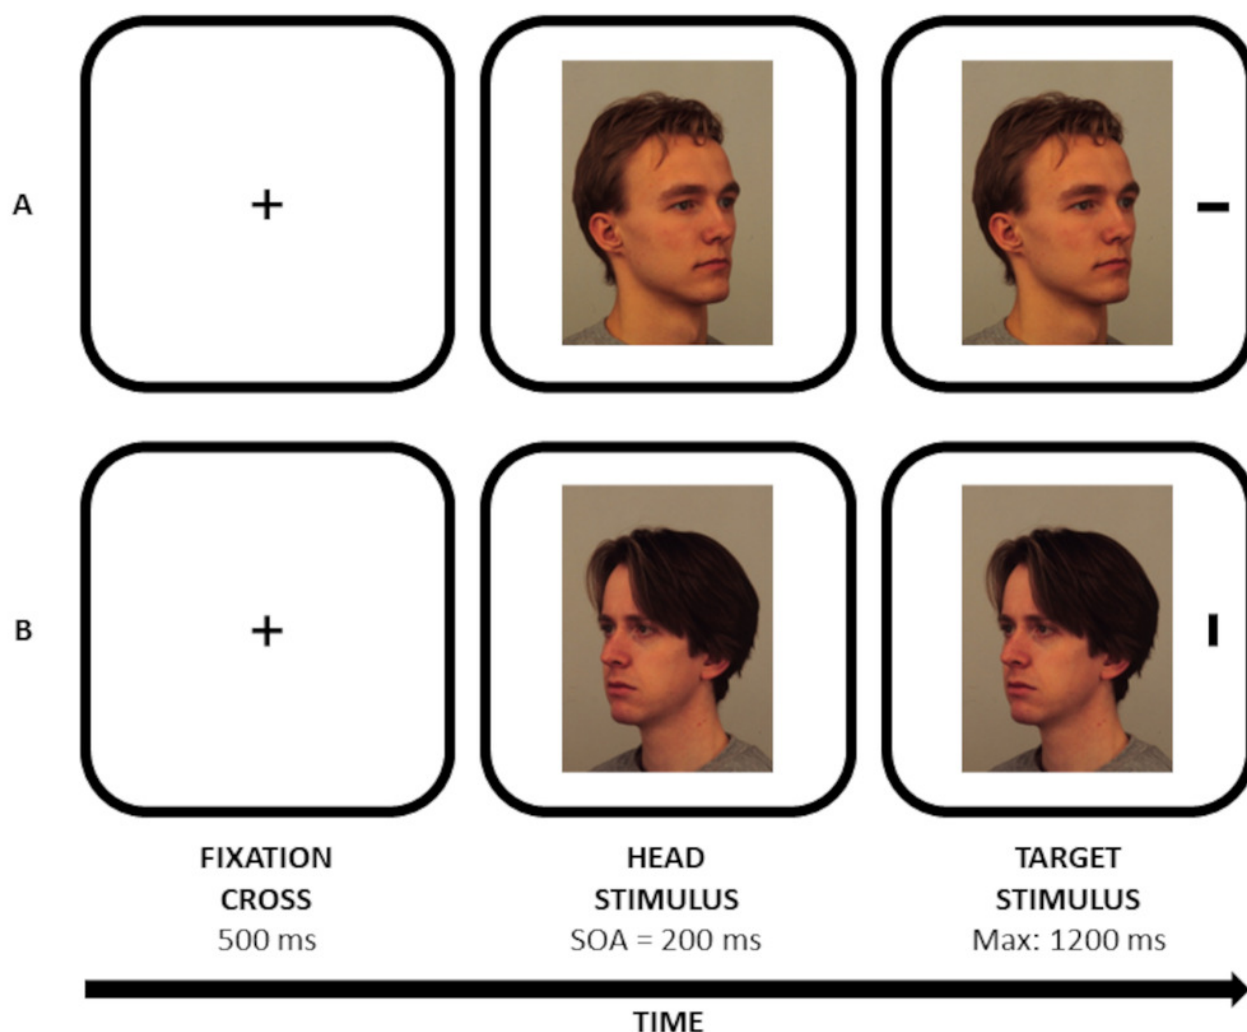 A
B
FIXATION
CROSS
500 ms
HEAD
STIMULUS
SOA = 200 ms
TARGET
STIMULUS
Max: 1200 ms
TIME